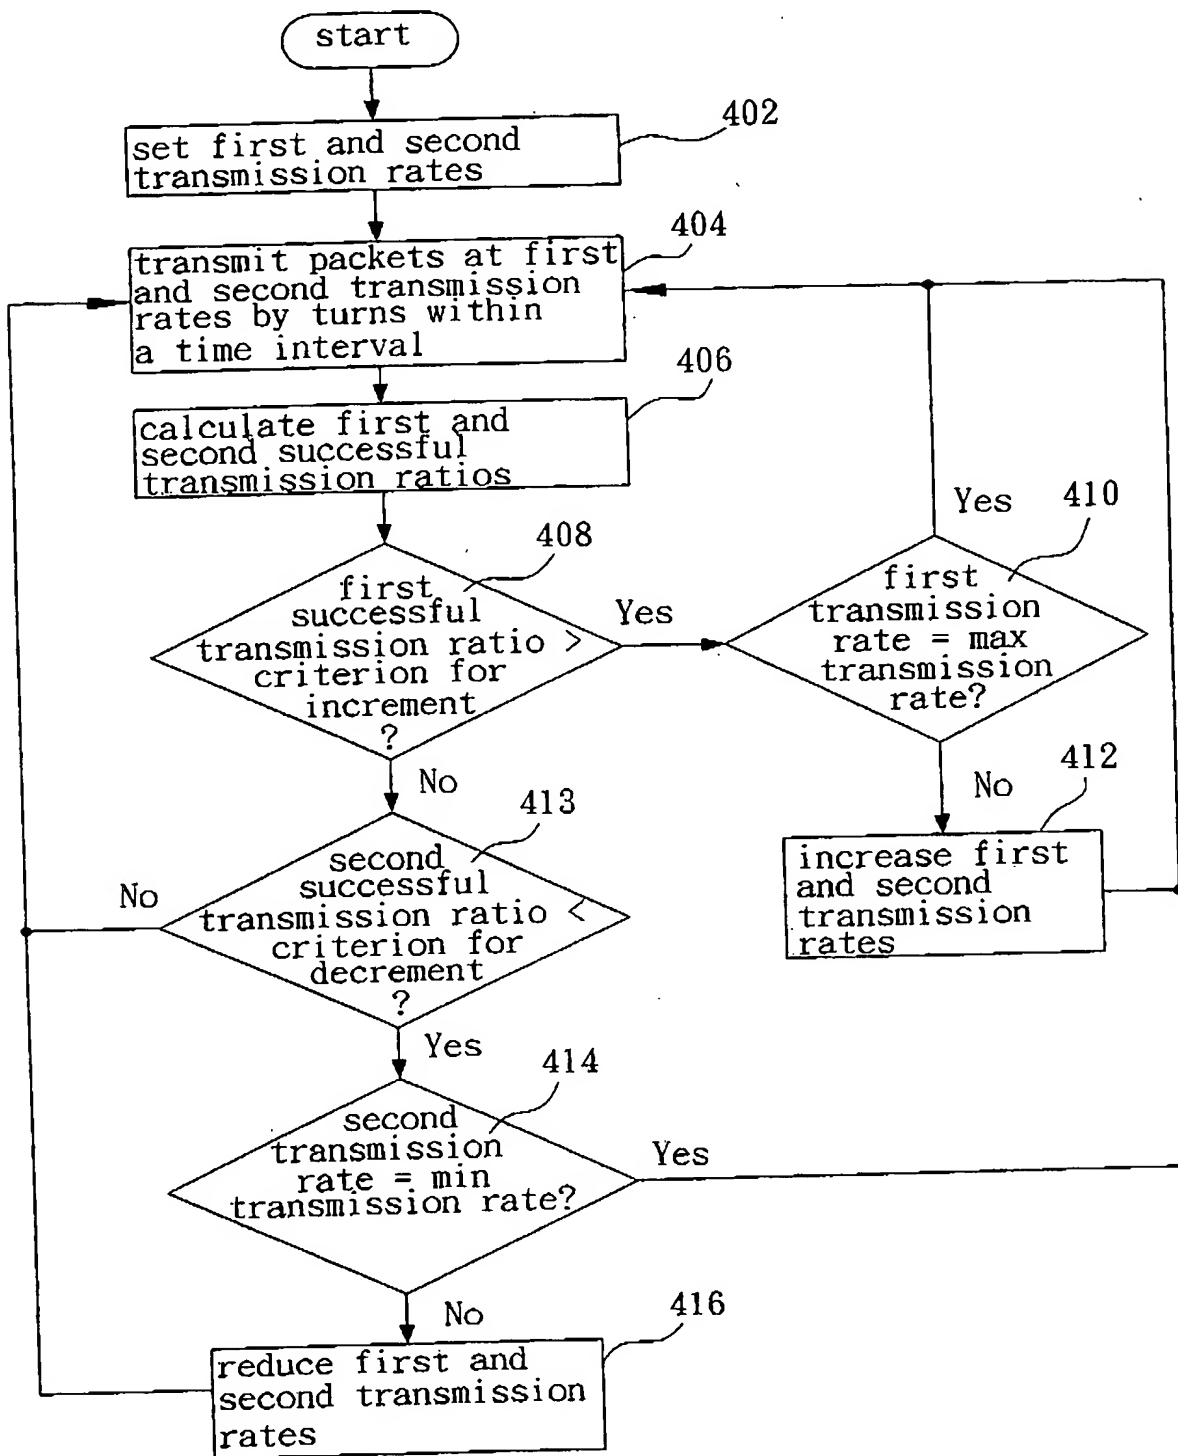 start
402
set first and second
transmission rates
404
transmit packets at first
and second transmission
rates by turns within
a time interval
406
calculate first and
second successful
transmission ratios
408
first
successful
transmission ratio >
criterion for
increment
?
Yes
No
410
first
transmission
rate = max
transmission
rate?
Yes
No
412
increase first
and second
transmission
rates
413
second
successful
transmission ratio <
criterion for
decrement
?
No
Yes
414
second
transmission
rate = min
transmission rate?
Yes
No
416
reduce first and
second transmission
rates